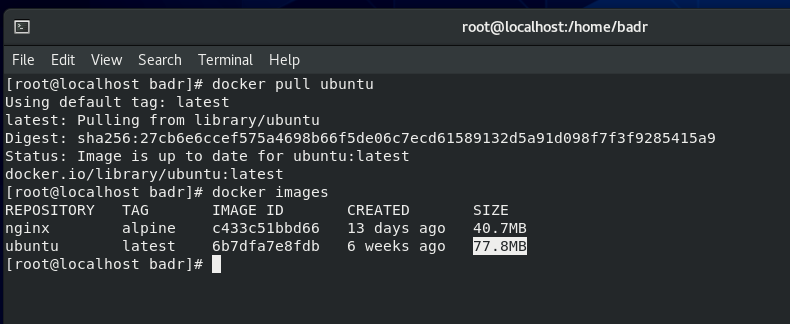 root@localhost:/home/badr
File Edit View Search Terminal Help
[root@localhost badr]# docker pull ubuntu
Using default tag: latest
latest: Pulling from library/ubuntu
Digest: sha256:27cb6e6ccef575a4698b66f5de06c7ecd61589132d5a91d098f7f3f9285415a9
Status: Image is up to date for ubuntu:latest
docker.io/library/ubuntu:latest
[root@localhost badr]# docker images
REPOSITORY   TAG       IMAGE ID       CREATED       SIZE
nginx        alpine    c433c51bbd66   13 days ago   40.7MB
ubuntu       latest    6b7dfa7e8fdb   6 weeks ago   77.8MB
[root@localhost badr]#